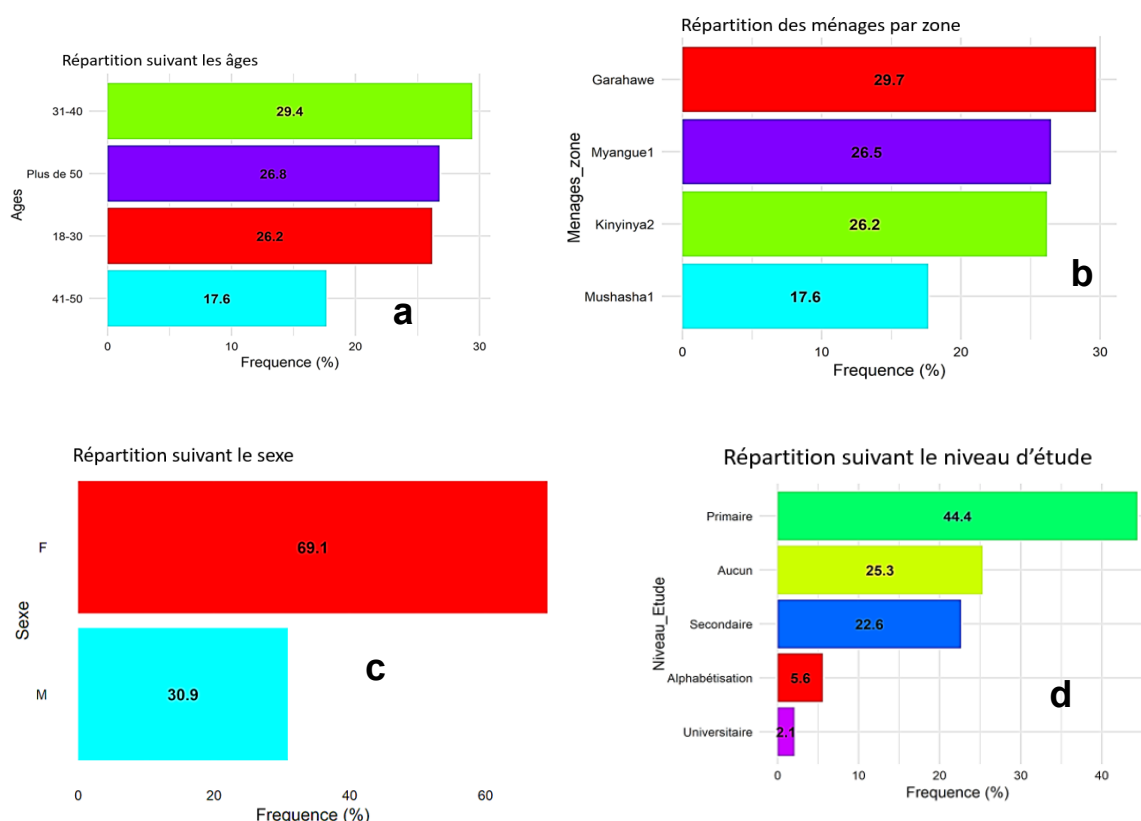 Répartition suivant les âges
31-40
29.4
Plus de 50
26.8
18-30
26.2
41-50
17.6
Ages
a
0
10
20
30
Frequence (%)
Répartition des ménages par zone
Garahawe
29.7
Myangue1
26.5
Kinyinya2
26.2
Mushasha1
17.6
Menages_zone
b
0
10
20
30
Frequence (%)
Répartition suivant le sexe
F
69.1
M
30.9
Sexe
c
0
20
40
60
Frequence (%)
Répartition suivant le niveau d’étude
Primaire
44.4
Aucun
25.3
Secondaire
22.6
Alphabétisation
5.6
Universitaire
2.1
Niveau_Etude
d
0
10
20
30
40
Frequence (%)